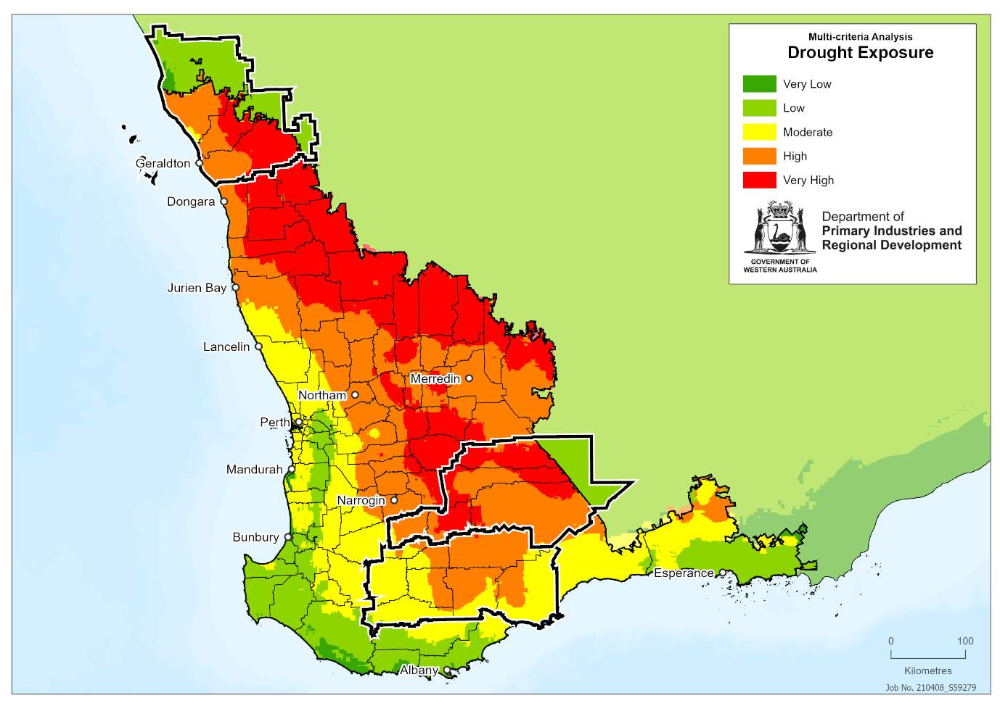 Multi-criteria Analysis
Drought Exposure
Very Low
Low
Moderate
High
Very High
Department of
Primary Industries and
Regional Development
GOVERNMENT OF
WESTERN AUSTRALIA
Geraldton
Dongara
Jurien Bay
Lancelin
Merredin
Northam
Perth
Mandurah
Narrogin
Bunbury
Esperance
Albany
0 100
Kilometres
Job No. 210408_S59279